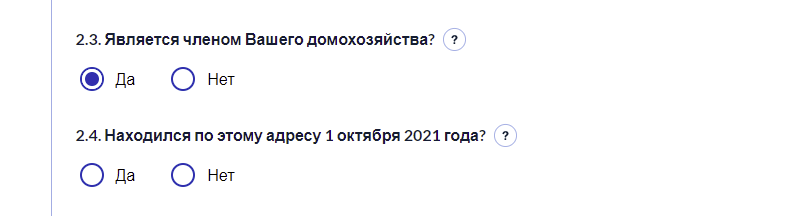 2.3. Является членом Вашего домохозяйства? ?
Да Нет
2.4. Находился по этому адресу 1 октября 2021 года? ?
Да Нет